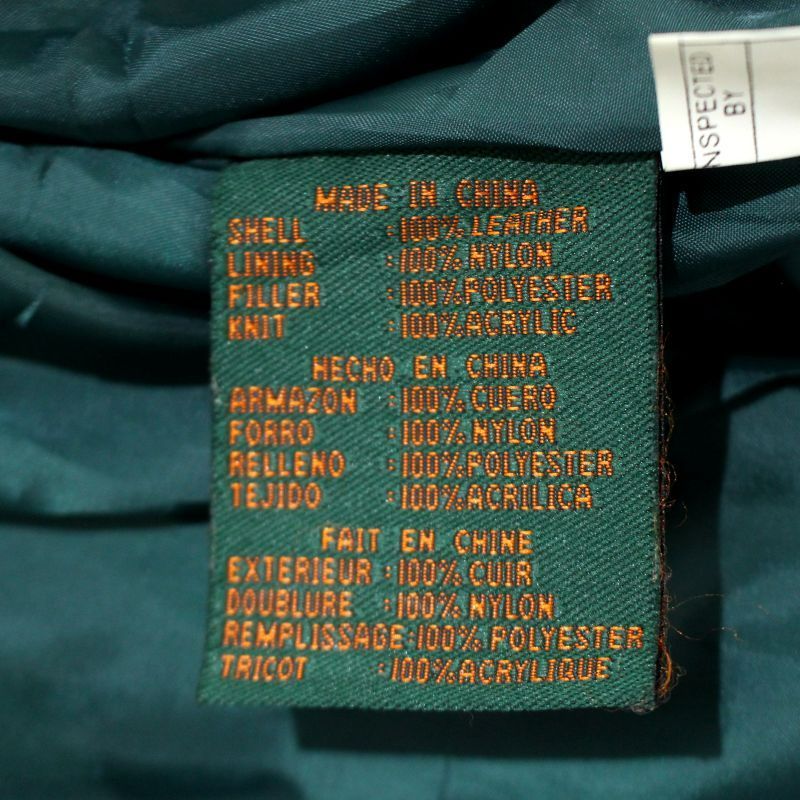 INSPECTED
BY
MADE IN CHINA
SHELL :100% LEATHER
LINING :100% NYLON
FILLER :100% POLYESTER
KNIT :100% ACRYLIC
HECHO EN CHINA
ARMAZON :100% CUERO
FORRO :100% NYLON
RELLENO :100% POLYESTER
TEJIDO :100% ACRILICA
FAIT EN CHINE
EXTERIEUR :100% CUIR
DOUBLURE :100% NYLON
REMPLISSAGE:100% POLYESTER
TRICOT :100% ACRYLIQUE